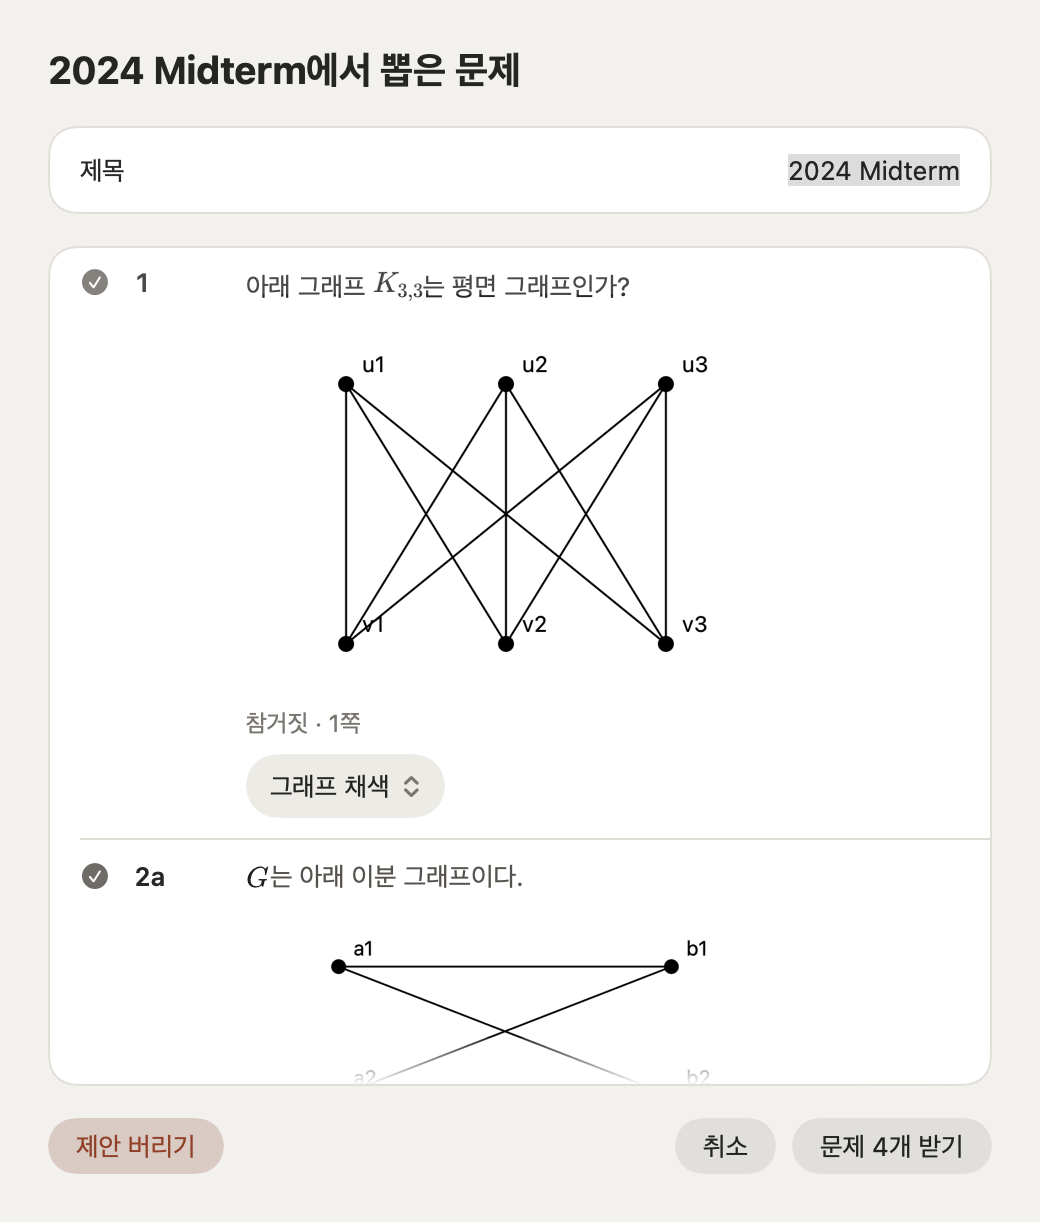 2024 Midterm에서 뽑은 문제
제목
2024 Midterm
1
아래 그래프 K_{3,3}는 평면 그래프인가?
u1 u2 u3
v1 v2 v3
참거짓 · 1쪽
그래프 채색
2a
G는 아래 이분 그래프이다.
a1 b1
a2 b2
제안 버리기
취소
문제 4개 받기